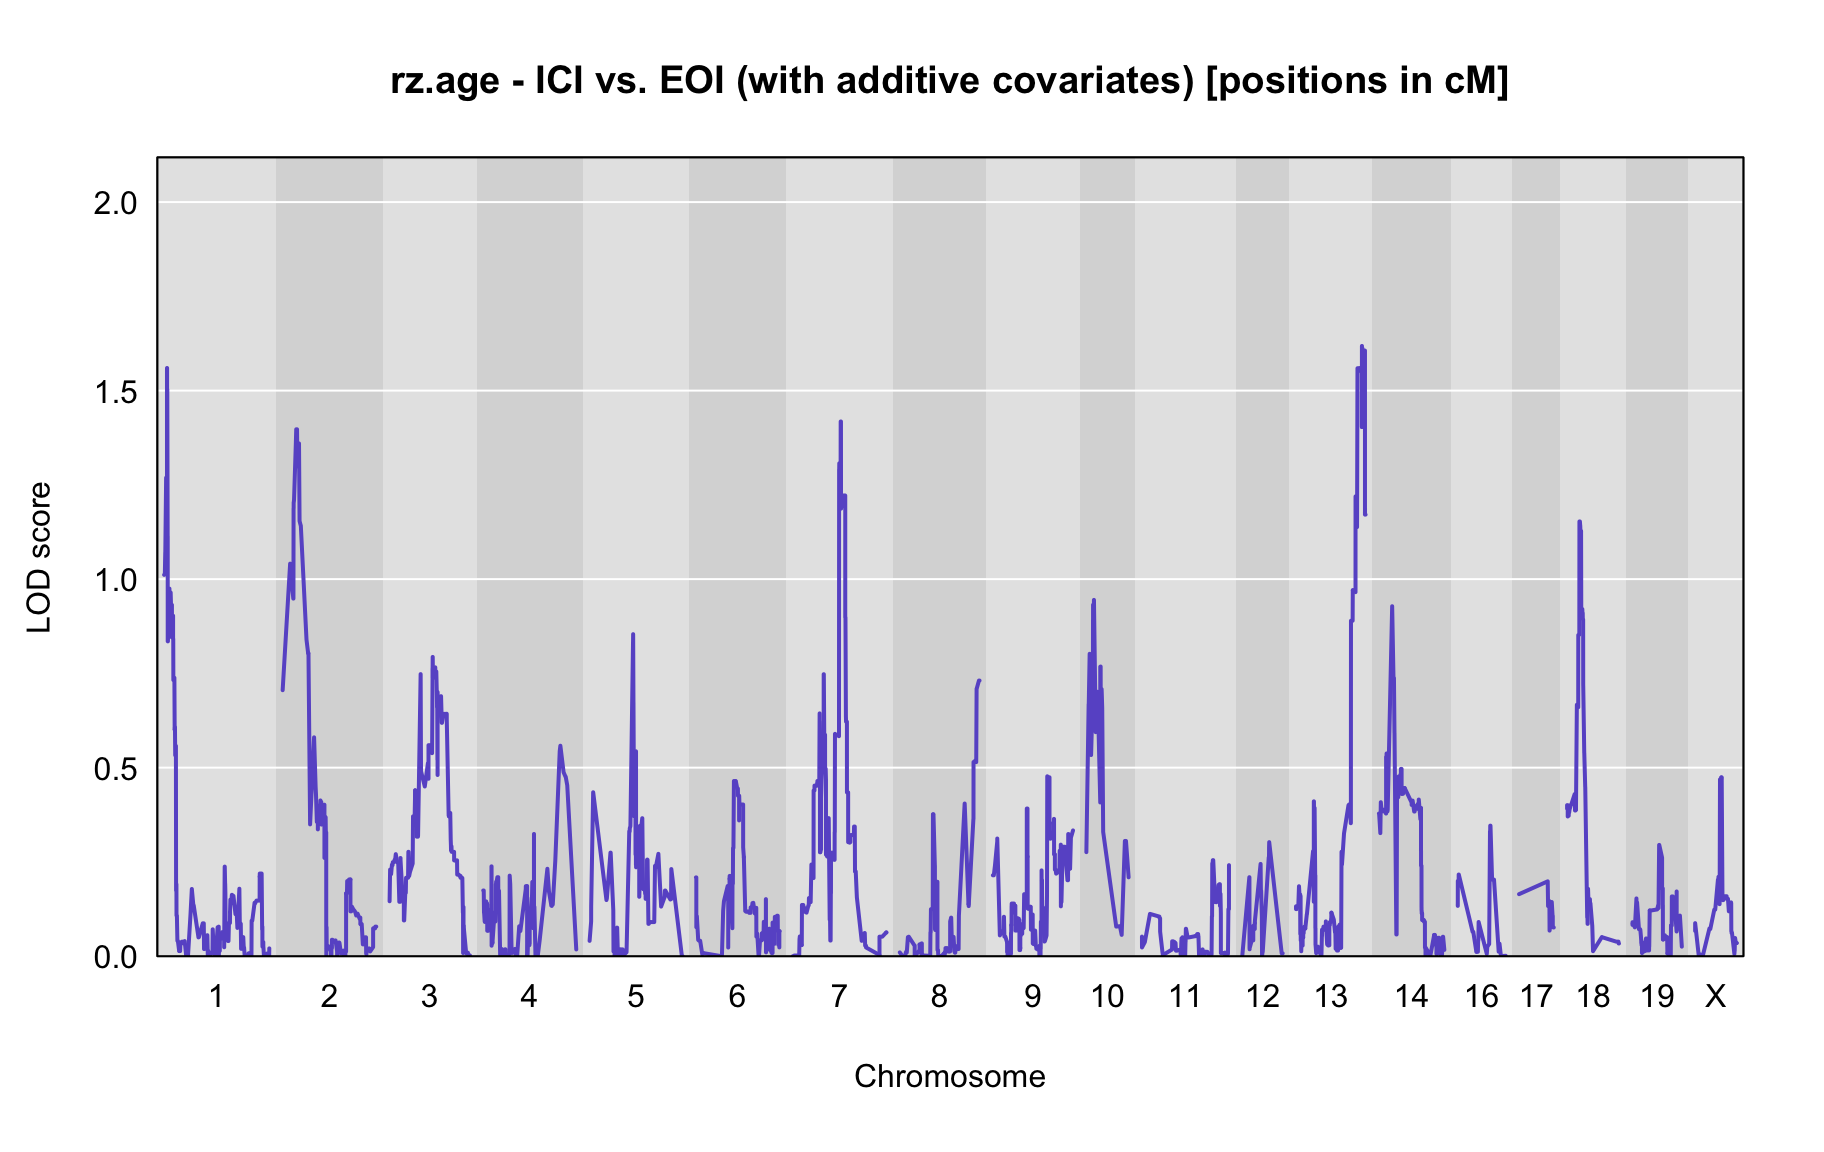 rz.age - ICI vs. EOI (with additive covariates) [positions in cM]
2.0
1.5
1.0
0.5
0.0
LOD score
1 2 3 4 5 6 7 8 9 10 11 12 13 14 16 17 18 19 X
Chromosome